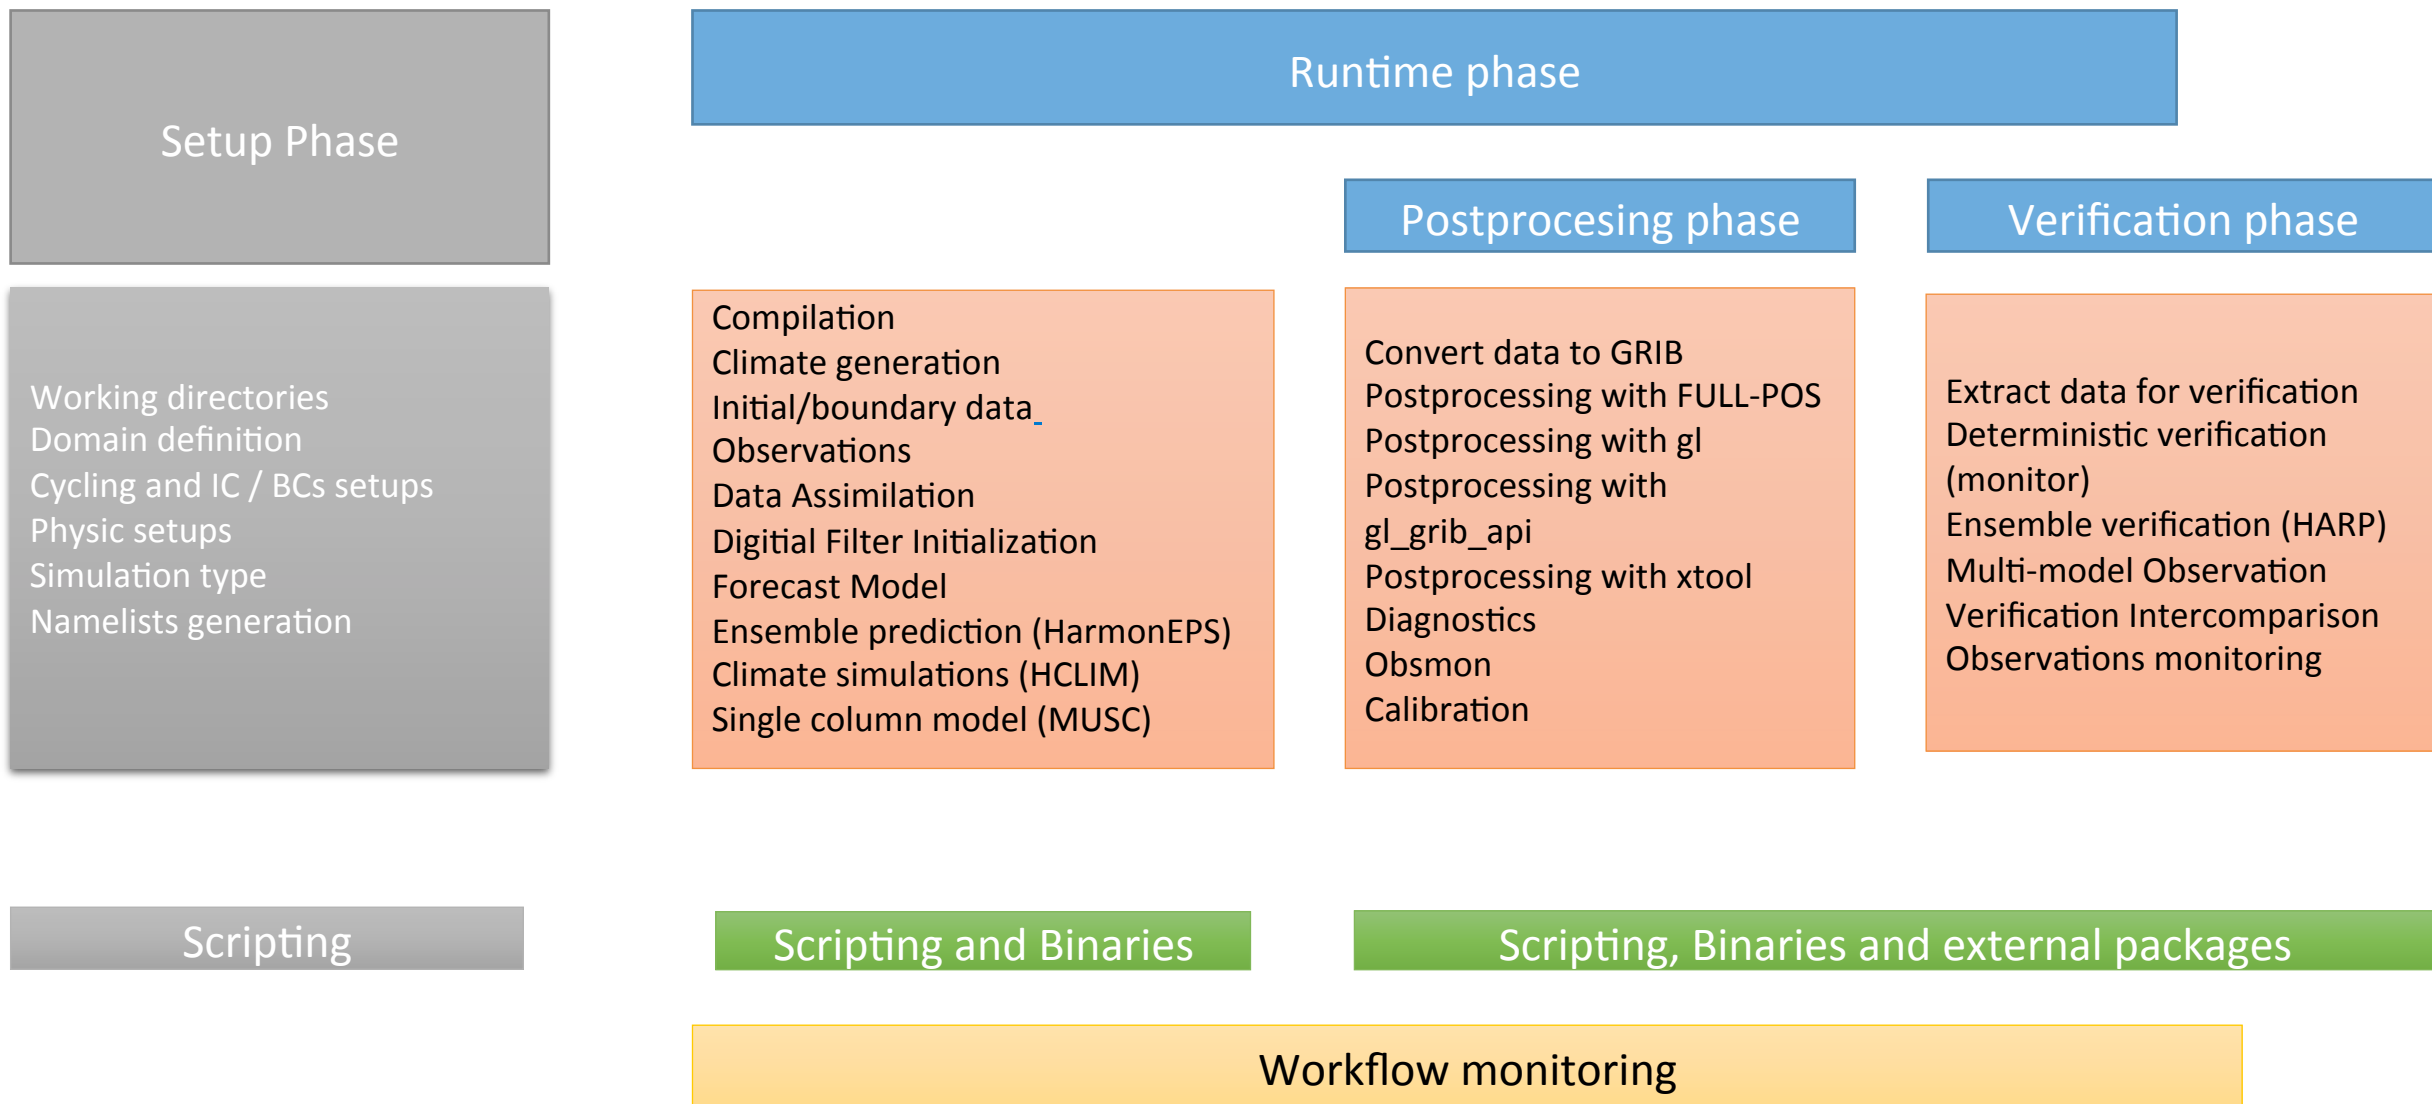 Setup Phase
Runtime phase
Postprocesing phase
Verification phase
Working directories
Domain definition
Cycling and IC / BCs setups
Physic setups
Simulation type
Namelists generation
Compilation
Climate generation
Initial/boundary data_
Observations
Data Assimilation
Digitial Filter Initialization
Forecast Model
Ensemble prediction (HarmonEPS)
Climate simulations (HCLIM)
Single column model (MUSC)
Convert data to GRIB
Postprocessing with FULL-POS
Postprocessing with gl
Postprocessing with
gl_grib_api
Postprocessing with xtool
Diagnostics
Obsmon
Calibration
Extract data for verification
Deterministic verification
(monitor)
Ensemble verification (HARP)
Multi-model Observation
Verification Intercomparison
Observations monitoring
Scripting
Scripting and Binaries
Scripting, Binaries and external packages
Workflow monitoring